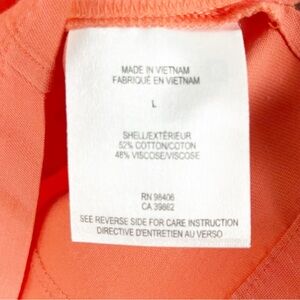 MADE IN VIETNAM
FABRIQUÉ EN VIETNAM
L
SHELL/EXTÉRIEUR
52% COTTON/COTON
48% VISCOSE/VISCOSE
RN 98406
CA 39862
SEE REVERSE SIDE FOR CARE INSTRUCTION
DIRECTIVE D'ENTRETIEN AU VERSO